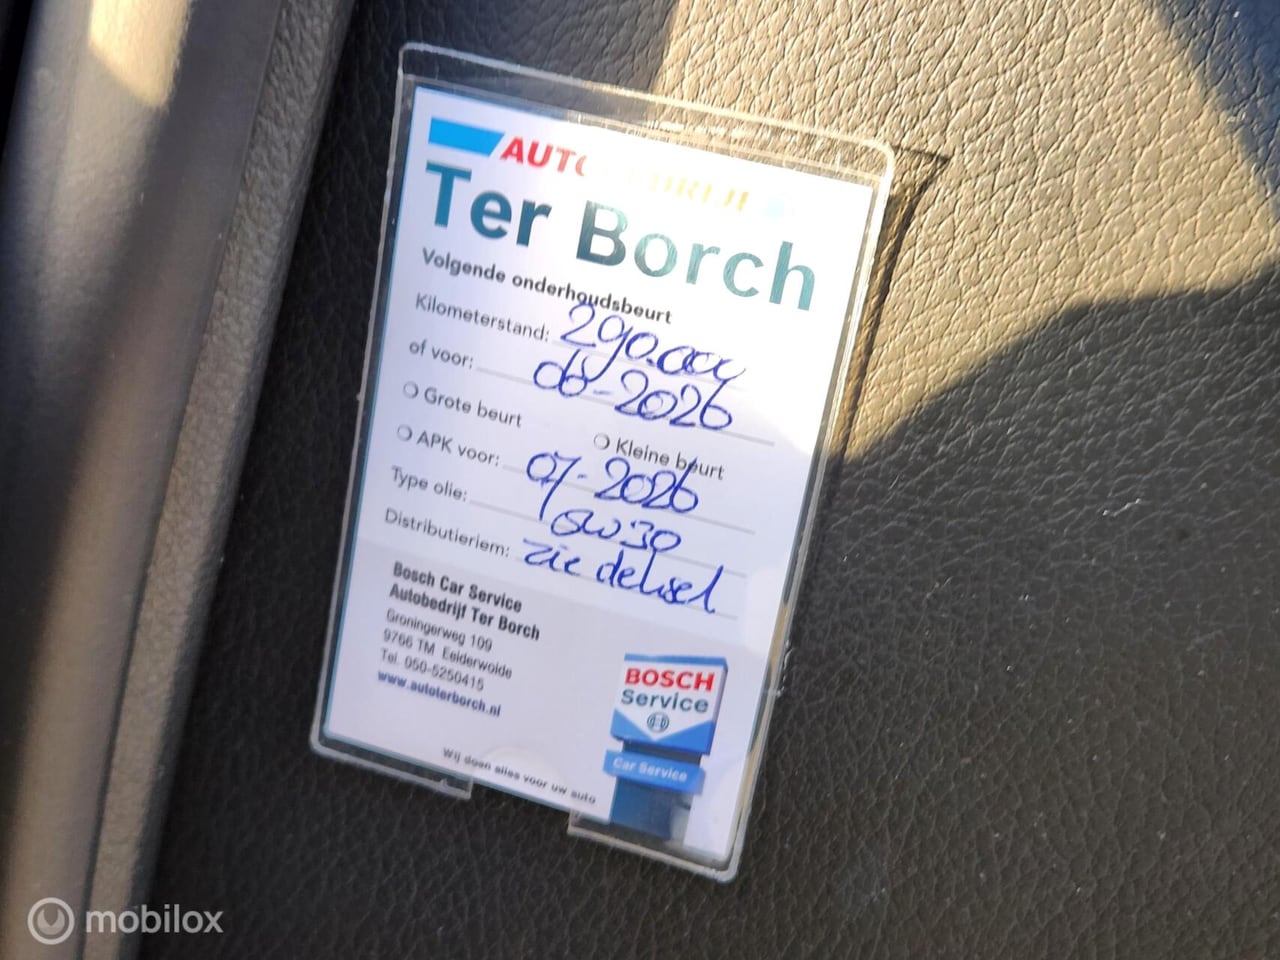 AUTOBEDRIJF
Ter Borch
Volgende onderhoudsbeurt
Kilometerstand: 290.000
of voor: 06-2026
Grote beurt Kleine beurt
APK voor: 07-2026
Type olie: 0W30
Distributieriem: zie deksel
Bosch Car Service
Autobedrijf Ter Borch
Groningerweg 109
9766 TM Eelderwolde
Tel. 050-5250415
www.autoterborch.nl
Wij doen alles voor uw auto
BOSCH
Service
Car Service
mobilox